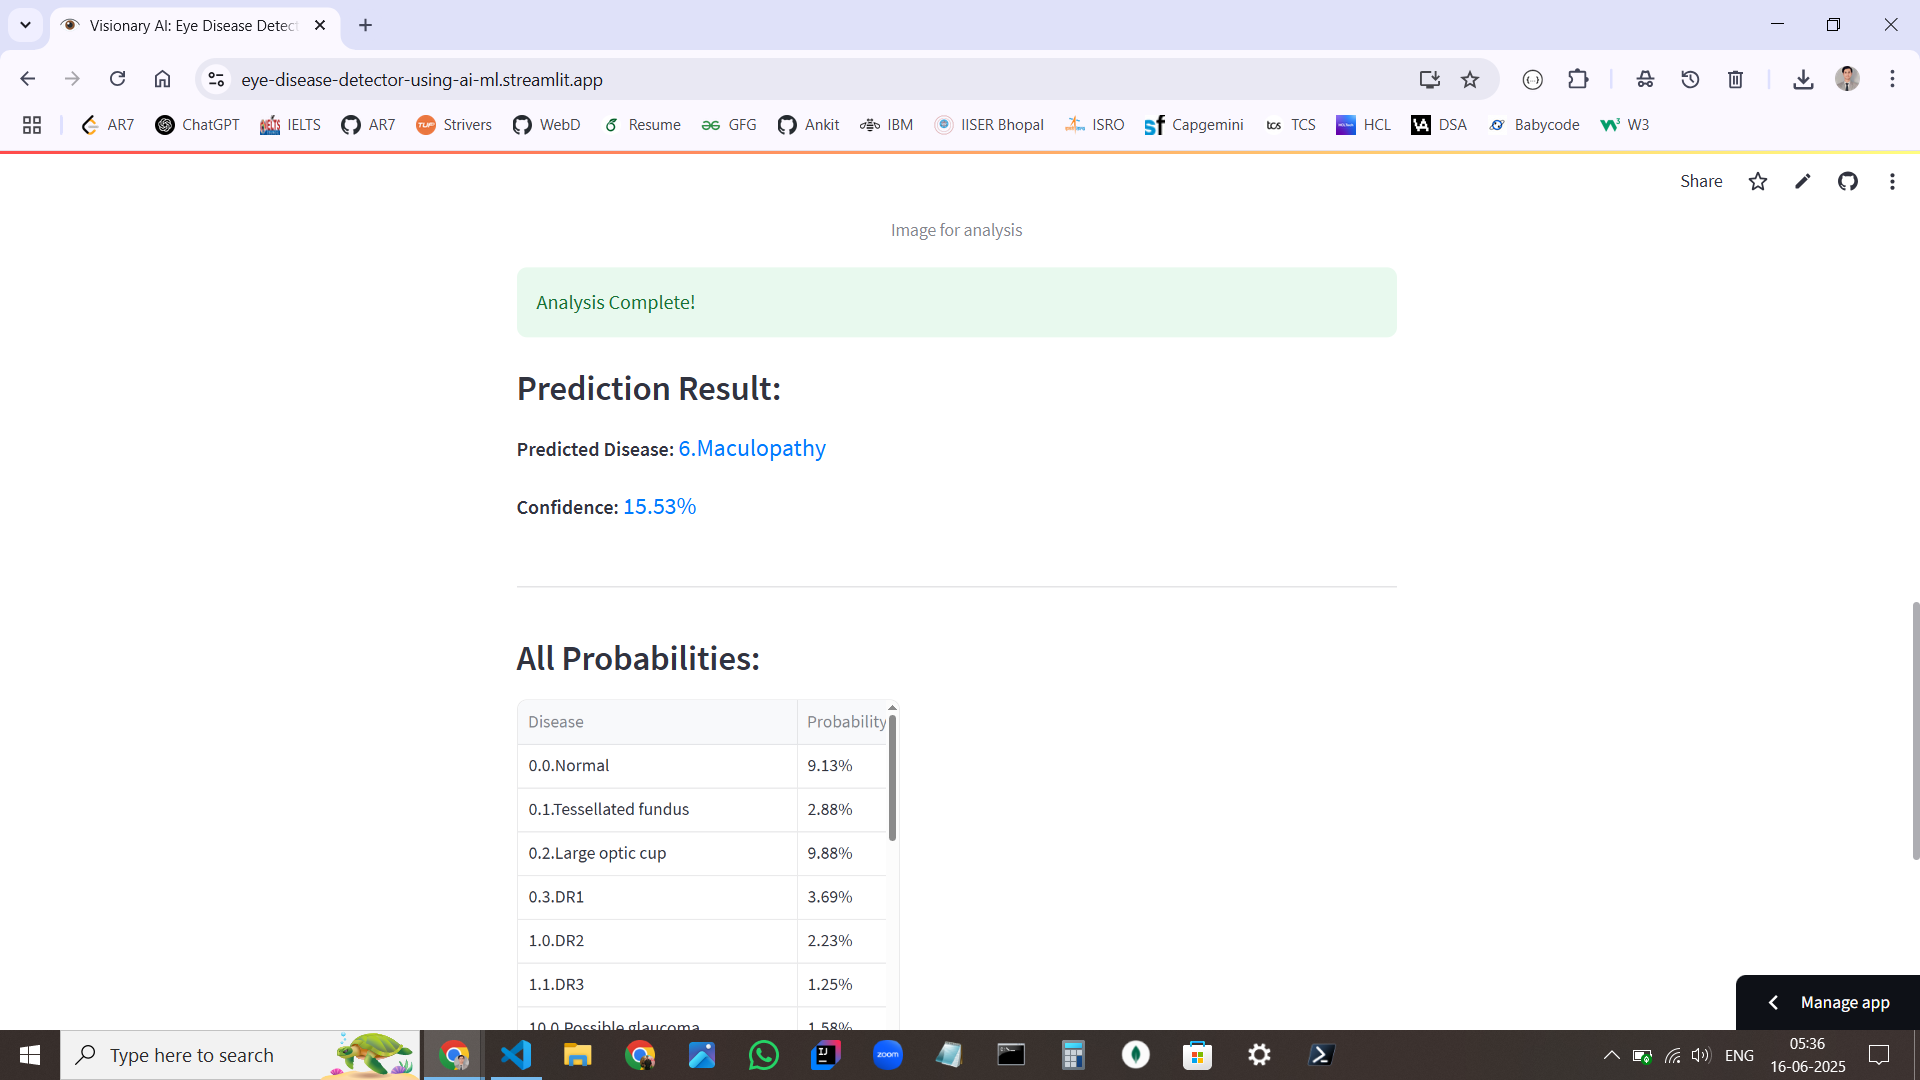 Visionary AI: Eye Disease Detect
eye-disease-detector-using-ai-ml.streamlit.app
AR7 ChatGPT IELTS AR7 Strivers WebD Resume GFG Ankit IBM IISER Bhopal ISRO Capgemini TCS HCL DSA Babycode W3
Share
Image for analysis
Analysis Complete!
Prediction Result:
Predicted Disease: 6.Maculopathy
Confidence: 15.53%
All Probabilities:
Disease Probability
0.0.Normal 9.13%
0.1.Tessellated fundus 2.88%
0.2.Large optic cup 9.88%
0.3.DR1 3.69%
1.0.DR2 2.23%
1.1.DR3 1.25%
10.0.Possible glaucoma 1.58%
Manage app
Type here to search
zoom
ENG
05:36
16-06-2025